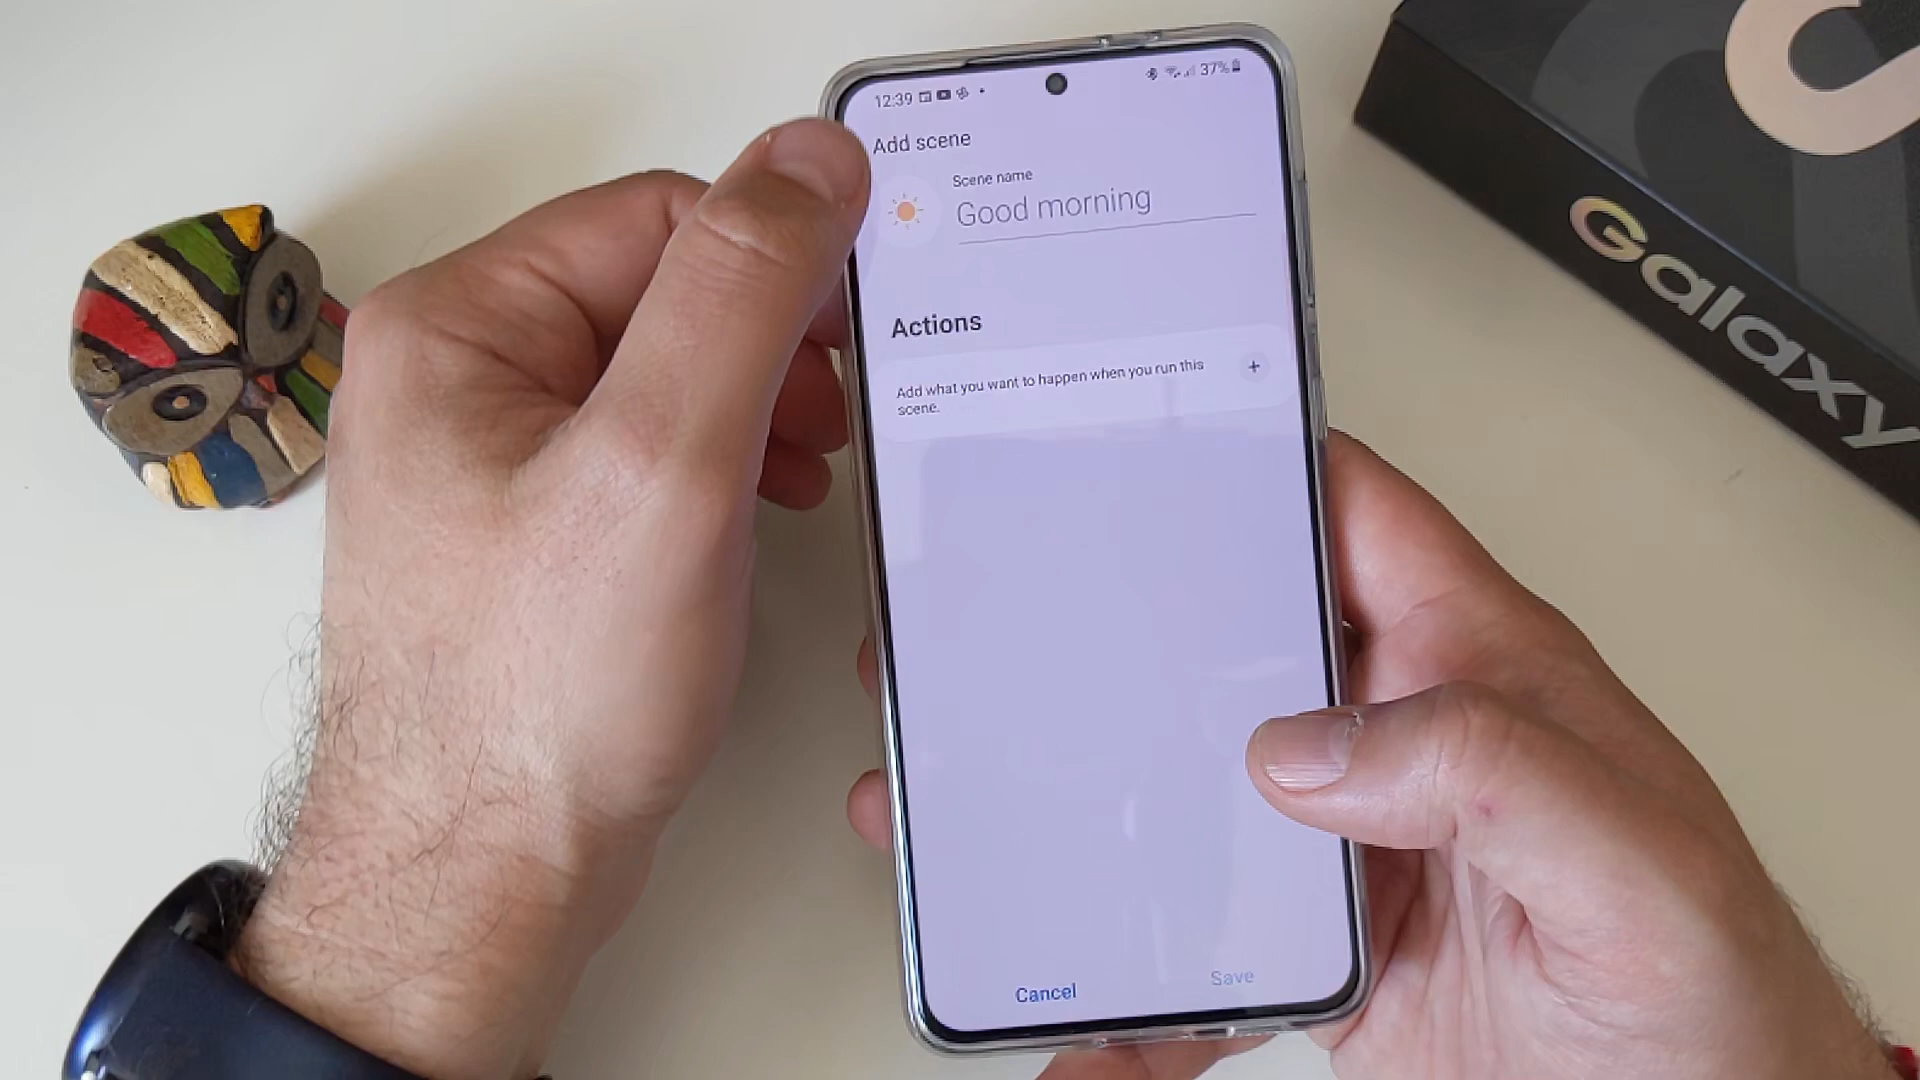 12:39
37%
Add scene
Scene name
Good morning
Actions
Add what you want to happen when you run this
scene.
Cancel
Save
Galaxy